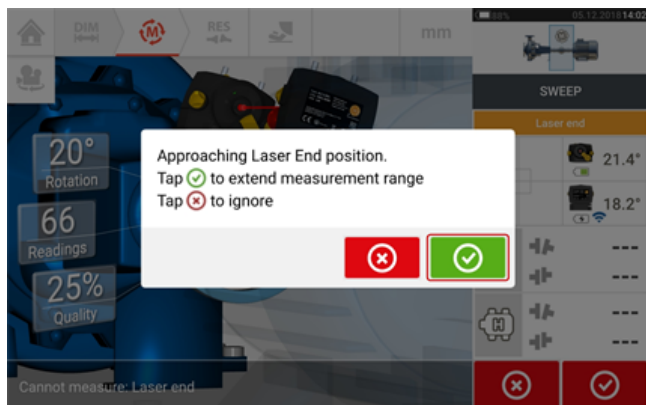 DIM
M
RES
mm
88%
05.12.2018 14:02
SWEEP
Laser end
20°
Rotation
66
Readings
25%
Quality
Approaching Laser End position.
Tap to extend measurement range
Tap to ignore
21.4°
18.2°
---
---
H
---
---
Cannot measure: Laser end